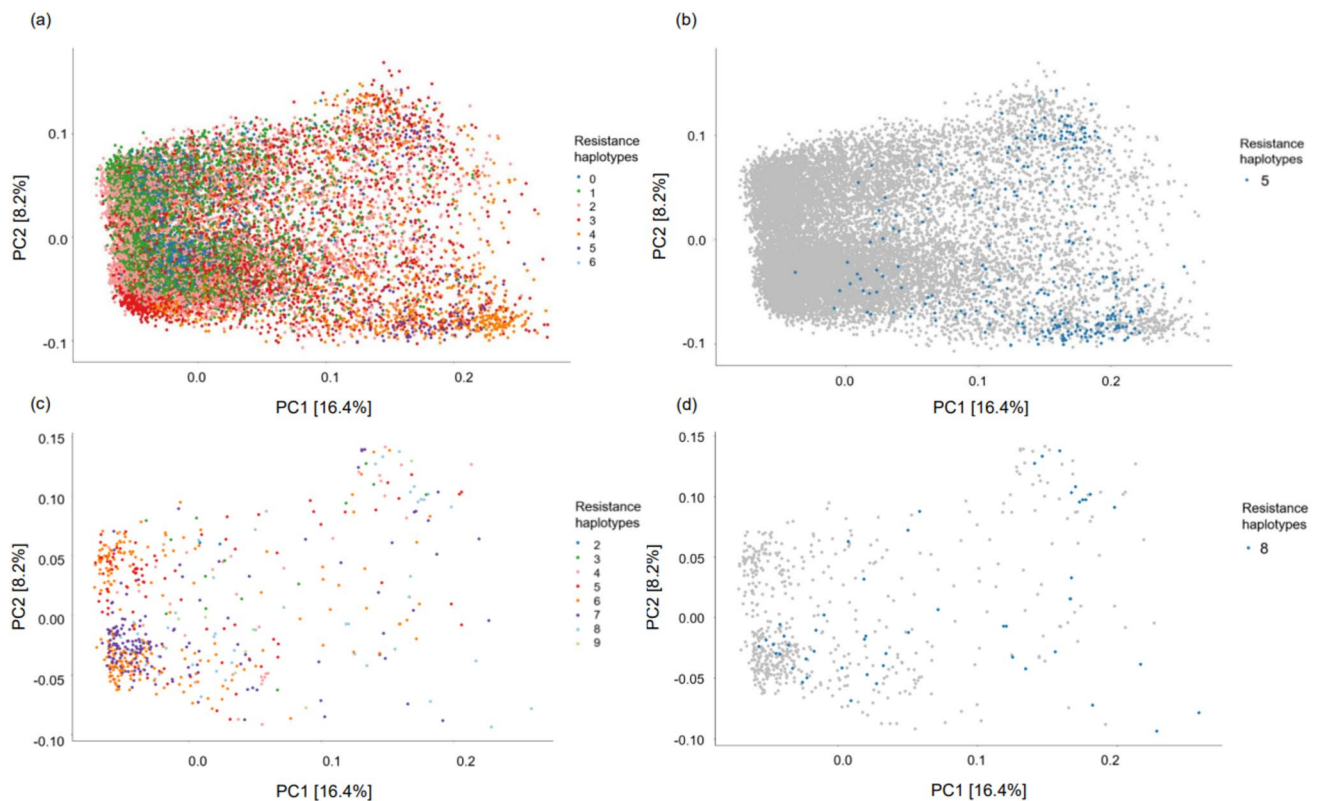 (a)
PC2 [8.2%]
0.1
0.0
-0.1
0.0
0.1
0.2
PC1 [16.4%]
Resistance
haplotypes
0
1
2
3
4
5
6
(b)
PC2 [8.2%]
0.1
0.0
-0.1
0.0
0.1
0.2
PC1 [16.4%]
Resistance
haplotypes
5
(c)
PC2 [8.2%]
0.15
0.10
0.05
0.00
-0.05
-0.10
0.0
0.1
0.2
PC1 [16.4%]
Resistance
haplotypes
2
3
4
5
6
7
8
9
(d)
PC2 [8.2%]
0.15
0.10
0.05
0.00
-0.05
-0.10
0.0
0.1
0.2
PC1 [16.4%]
Resistance
haplotypes
8